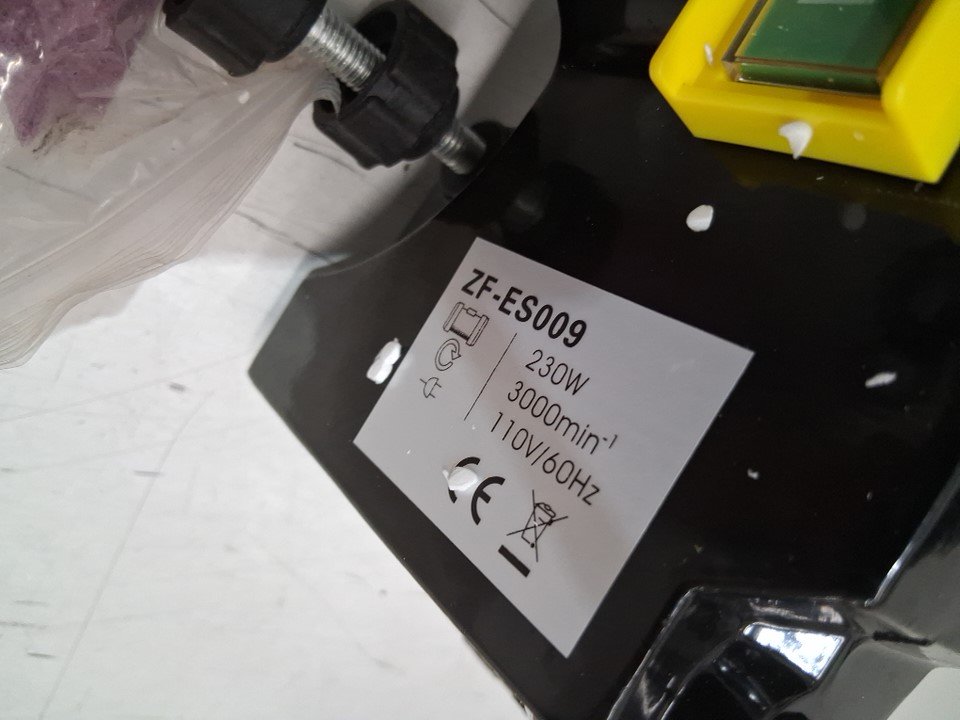 ZF-ES009
230W
3000min⁻¹
110V/60Hz
CE